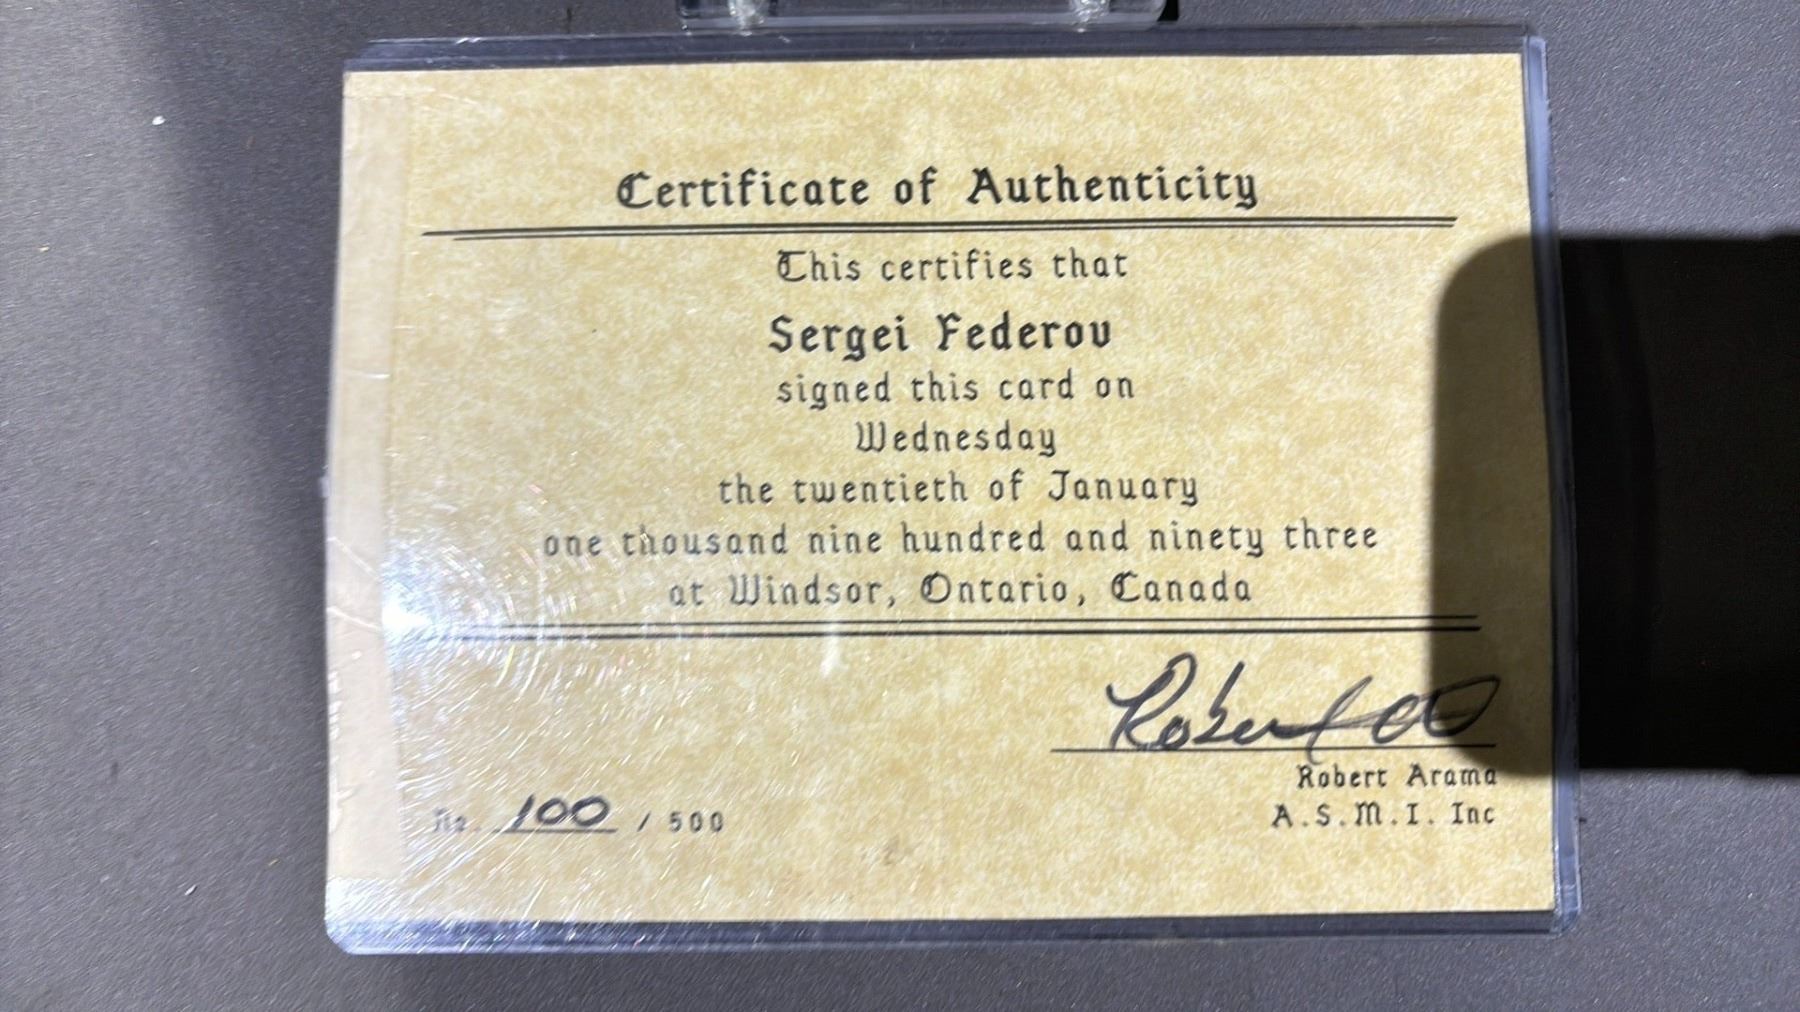 Certificate of Authenticity
This certifies that
Sergei Federov
signed this card on
Wednesday
the twentieth of January
one thousand nine hundred and ninety three
at Windsor, Ontario, Canada
Robert Arama
No. 100 / 500
A.S.M.I. Inc